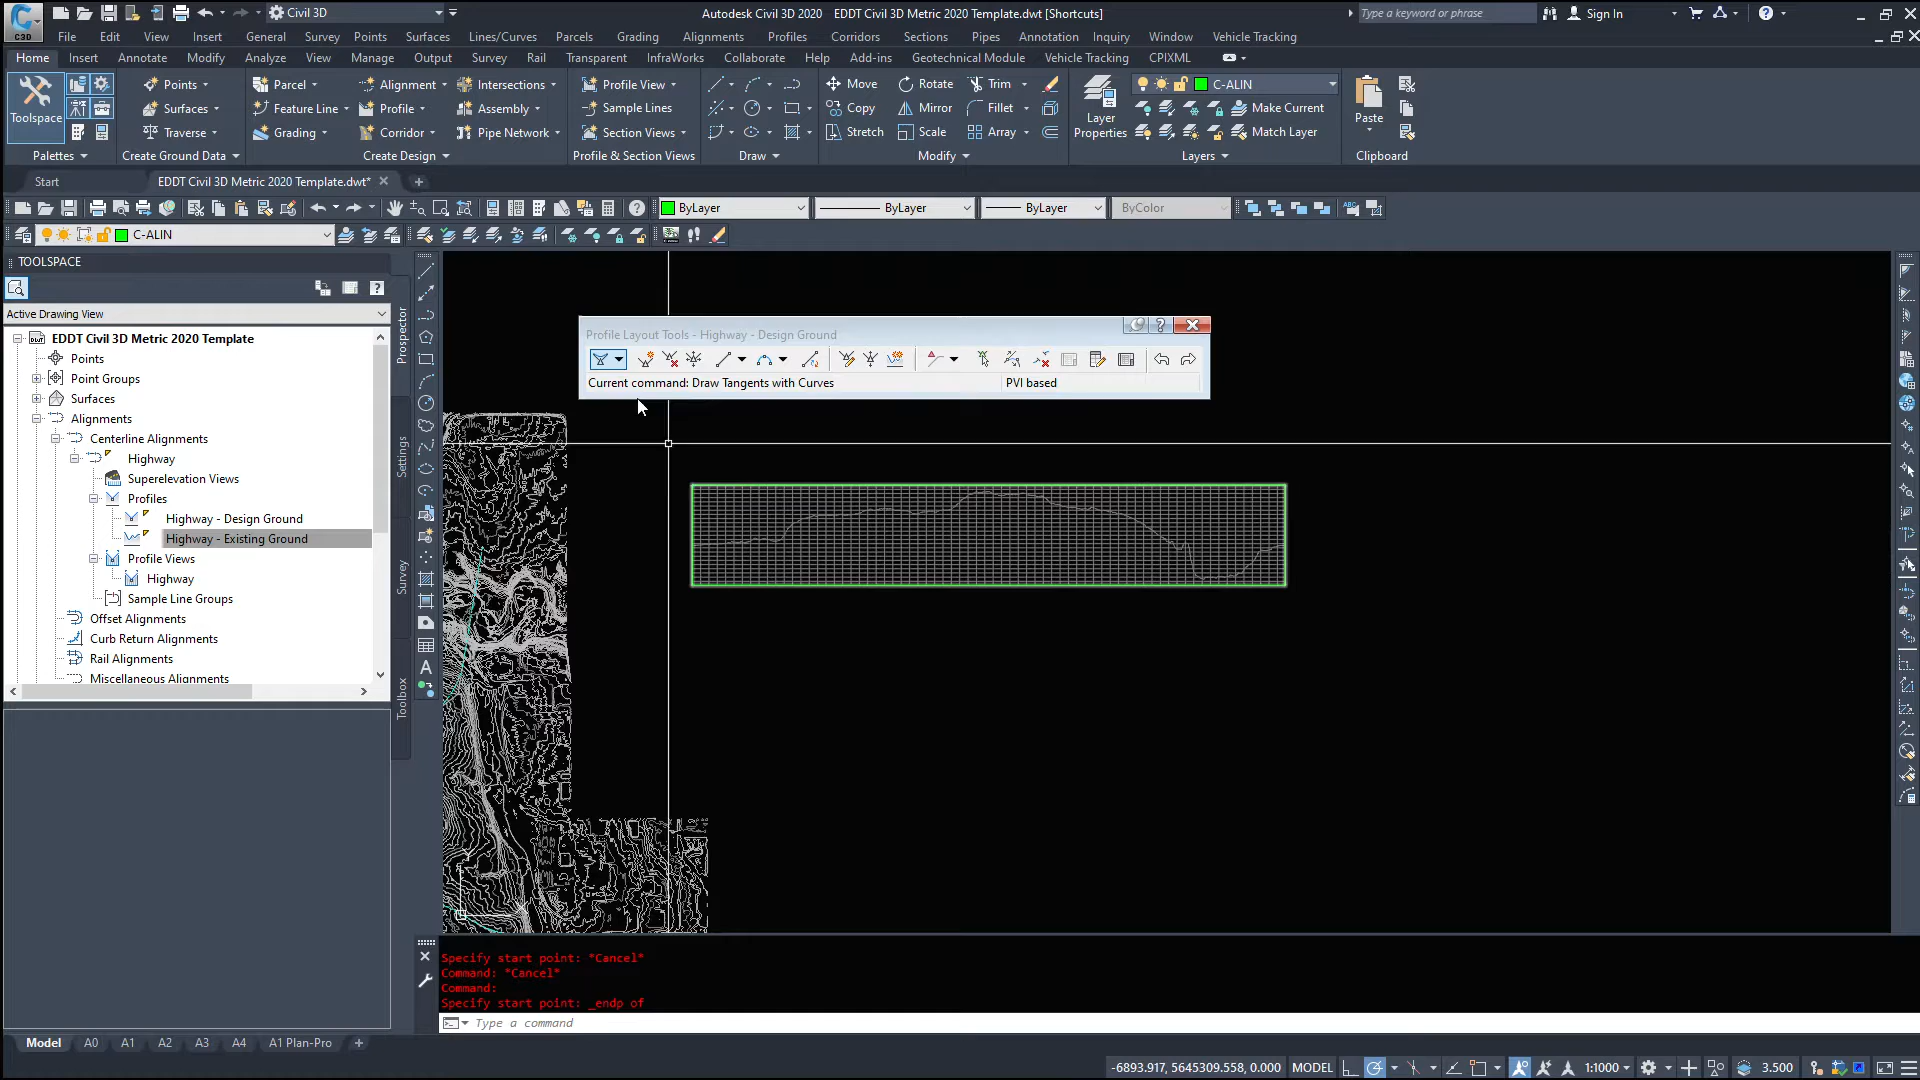 Civil 3D
Autodesk Civil 3D 2020 EDDT Civil 3D Metric 2020 Template.dwt [Shortcuts]
Type a keyword or phrase
Sign In
C3D
File Edit View Insert General Survey Points Surfaces Lines/Curves Parcels Grading Alignments Profiles Corridors Sections Pipes Annotation Inquiry Window Vehicle Tracking
Home Insert Annotate Modify Analyze View Manage Output Survey Rail Transparent InfraWorks Collaborate Help Add-ins Geotechnical Module Vehicle Tracking CPIXML
Points Parcel Alignment Intersections Profile View Move Rotate Trim C-ALIN
Toolspace Surfaces Feature Line Profile Assembly Sample Lines Copy Mirror Fillet Layer Properties Make Current Paste
Traverse Grading Corridor Pipe Network Section Views Stretch Scale Array Match Layer
Palettes Create Ground Data Create Design Profile & Section Views Draw Modify Layers Clipboard
Start EDDT Civil 3D Metric 2020 Template.dwt*
ByLayer ByLayer ByLayer ByColor
C-ALIN
TOOLSPACE
Active Drawing View
EDDT Civil 3D Metric 2020 Template
Points
Point Groups
Surfaces
Alignments
Centerline Alignments
Highway
Superelevation Views
Profiles
Highway - Design Ground
Highway - Existing Ground
Profile Views
Highway
Sample Line Groups
Offset Alignments
Curb Return Alignments
Rail Alignments
Miscellaneous Alignments
Prospector
Settings
Survey
Toolbox
Profile Layout Tools - Highway - Design Ground
Current command: Draw Tangents with Curves PVI based
Specify start point: *Cancel*
Command: *Cancel*
Command:
Specify start point: _endp of
Type a command
Model A0 A1 A2 A3 A4 A1 Plan-Pro
-6893.917, 5645309.558, 0.000 MODEL 1:1000 3.500